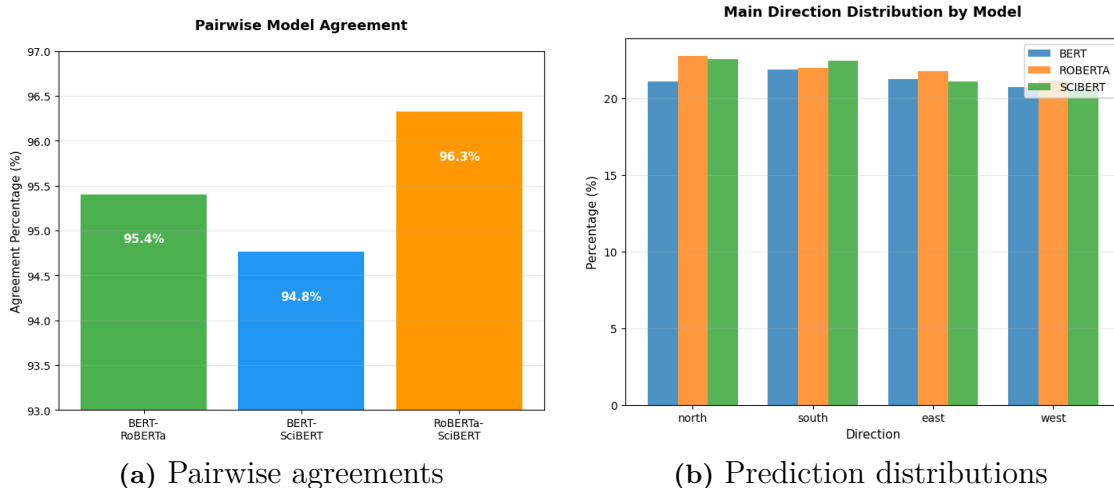 Pairwise Model Agreement
Agreement Percentage (%)
97.0
96.5
96.0
95.5
95.0
94.5
94.0
93.5
93.0
95.4%
94.8%
96.3%
BERT-
RoBERTa
BERT-
SciBERT
RoBERTa-
SciBERT
(a) Pairwise agreements
Main Direction Distribution by Model
Percentage (%)
20
15
10
5
0
BERT
ROBERTA
SCIBERT
north
south
east
west
Direction
(b) Prediction distributions